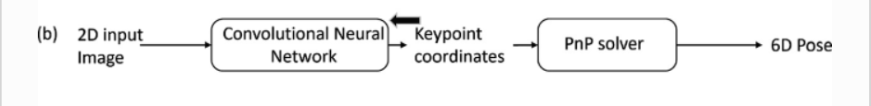 (b) 2D input Image
Convolutional Neural Network
Keypoint coordinates
PnP solver
6D Pose